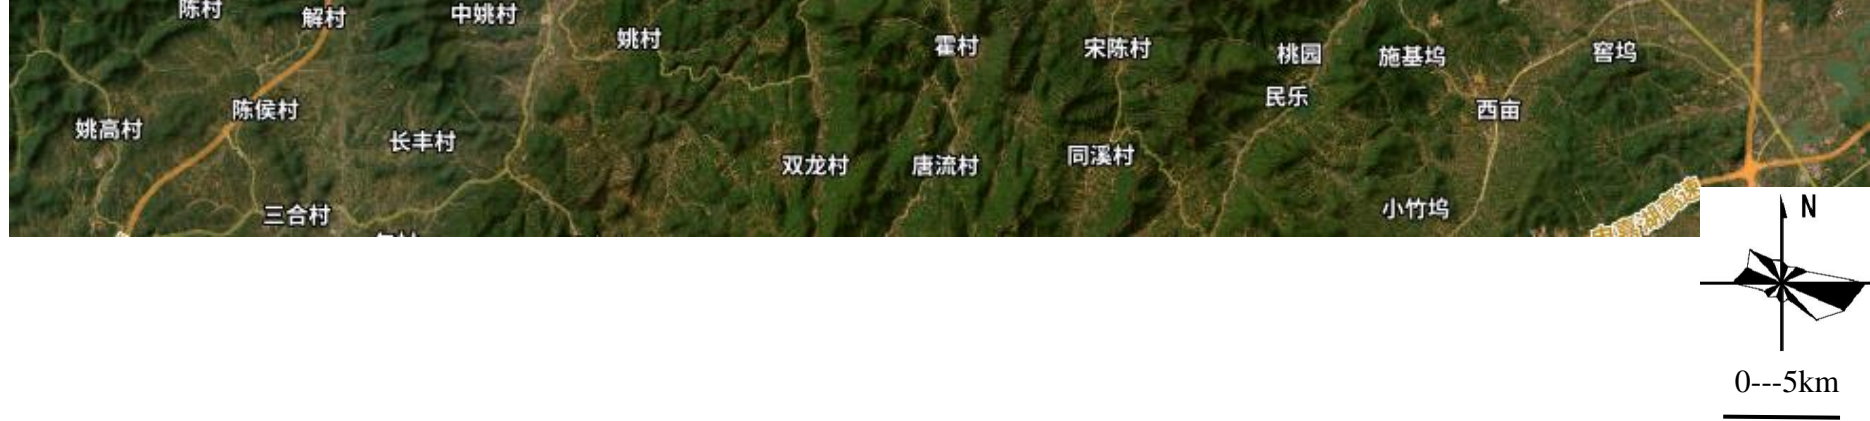 陈村
解村
中姚村
姚村
霍村
宋陈村
桃园
施基坞
窖坞
民乐
陈侯村
西亩
姚高村
长丰村
双龙村
唐流村
同溪村
三合村
小竹坞
N
0---5km